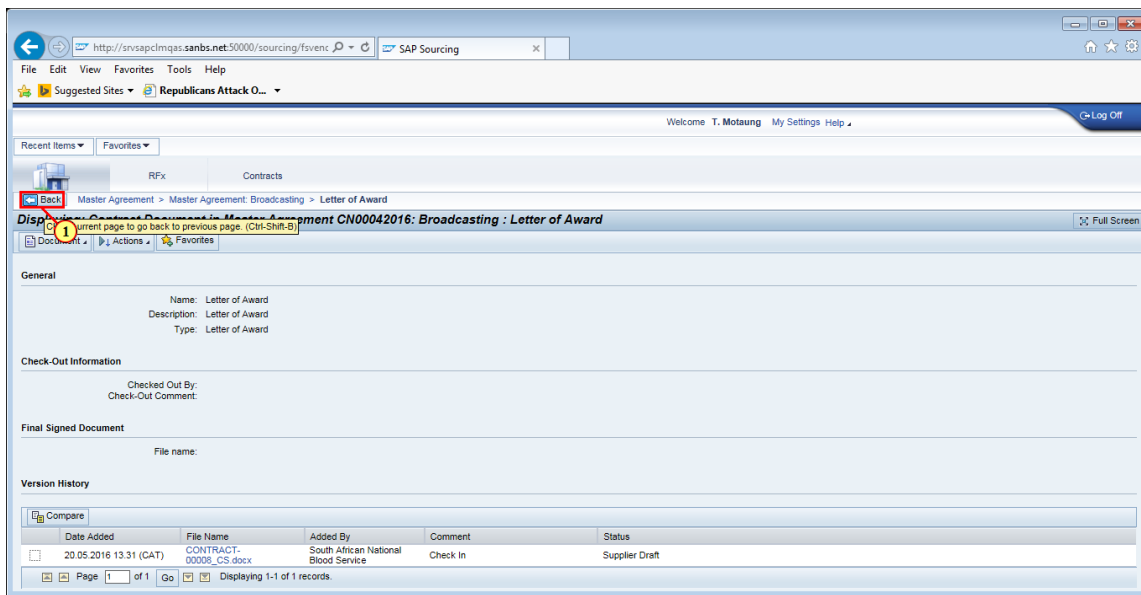 http://srvsapclmqas.sanbs.net:50000/sourcing/fsvenc
SAP Sourcing
File Edit View Favorites Tools Help
Suggested Sites Republicans Attack O...
Welcome T. Motaung My Settings Help
Log Off
Recent Items Favorites
RFx Contracts
Back Master Agreement > Master Agreement: Broadcasting > Letter of Award
Master Agreement CN00042016: Broadcasting : Letter of Award
Full Screen
urrent page to go back to previous page. (Ctrl-Shift-B)
1
Document Actions Favorites
General
Name: Letter of Award
Description: Letter of Award
Type: Letter of Award
Check-Out Information
Checked Out By:
Check-Out Comment:
Final Signed Document
File name:
Version History
Compare
Date Added File Name Added By Comment Status
20.05.2016 13.31 (CAT) CONTRACT-00008_CS.docx South African National Blood Service Check In Supplier Draft
Page 1 of 1 Go Displaying 1-1 of 1 records.